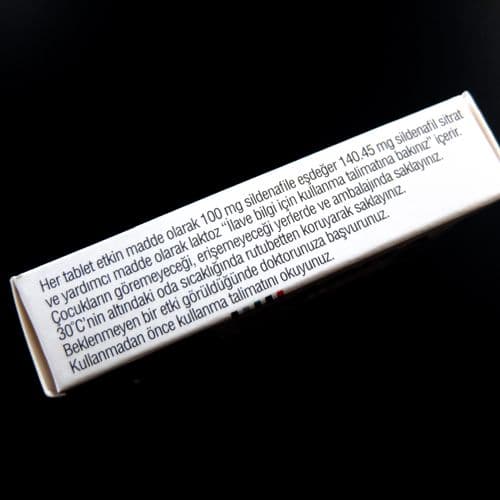 Her tablet etkin madde olarak 100 mg sildenafile eşdeğer 140.45 mg sildenafil sitrat
ve yardımcı madde olarak laktoz "İlave bilgi için kullanma talimatına bakınız" içerir.
Çocukların göremeyeceği, erişemeyeceği yerlerde ve ambalajında saklayınız.
30°C'nin altındaki oda sıcaklığında rutubetten koruyarak saklayınız.
Beklenmeyen bir etki görüldüğünde doktorunuza başvurunuz.
Kullanmadan önce kullanma talimatını okuyunuz.